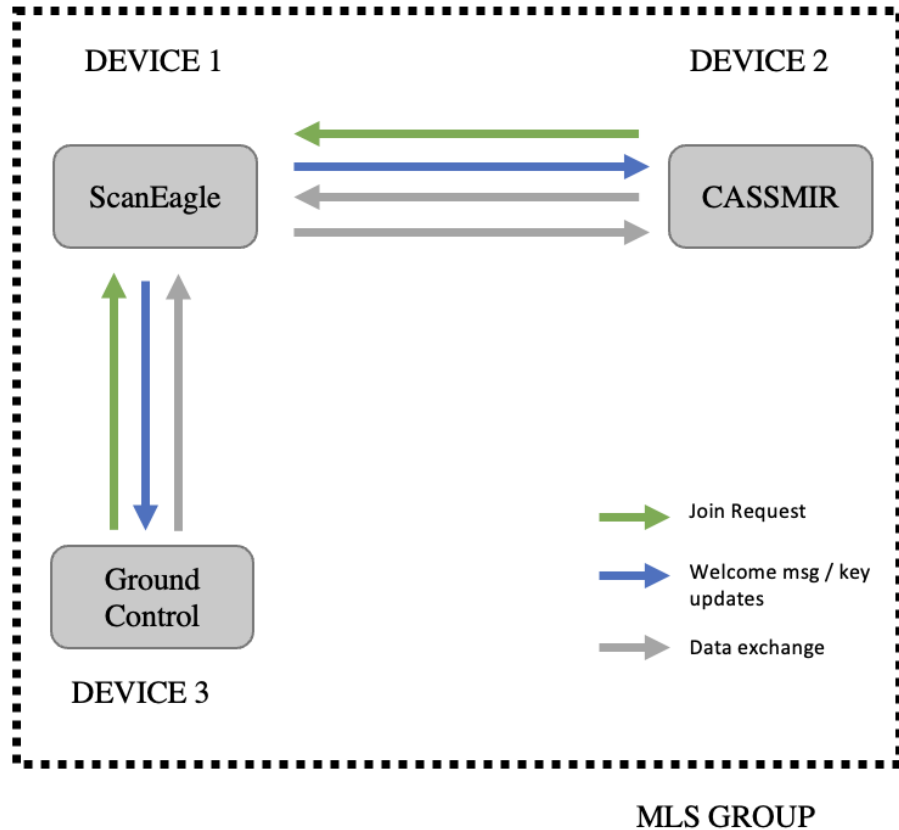 DEVICE 1
DEVICE 2
ScanEagle
CASSMIR
Ground
Control
DEVICE 3
Join Request
Welcome msg / key
updates
Data exchange
MLS GROUP